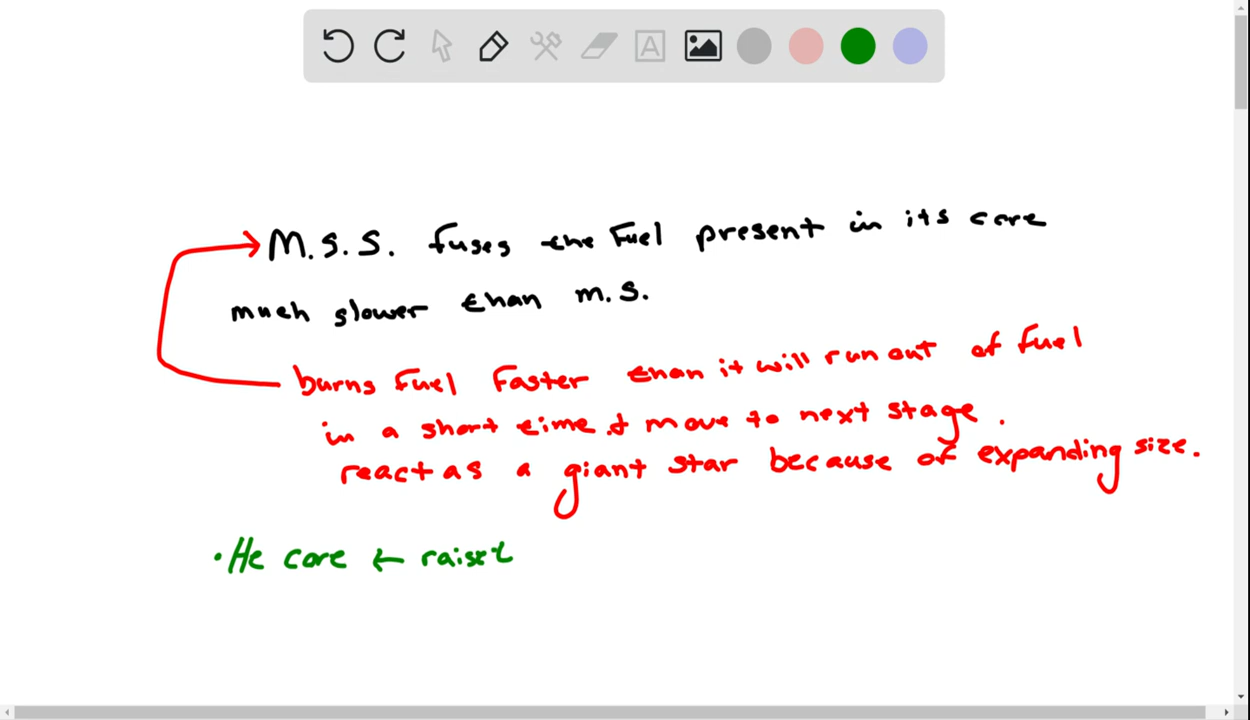 A
M.S.S. fuses the Fuel present in its core
much slower than m.S.
burns Fuel Faster than it will run out of fuel
in a short time & move to next stage.
react as a giant star because of expanding size.
• He core ← raise t